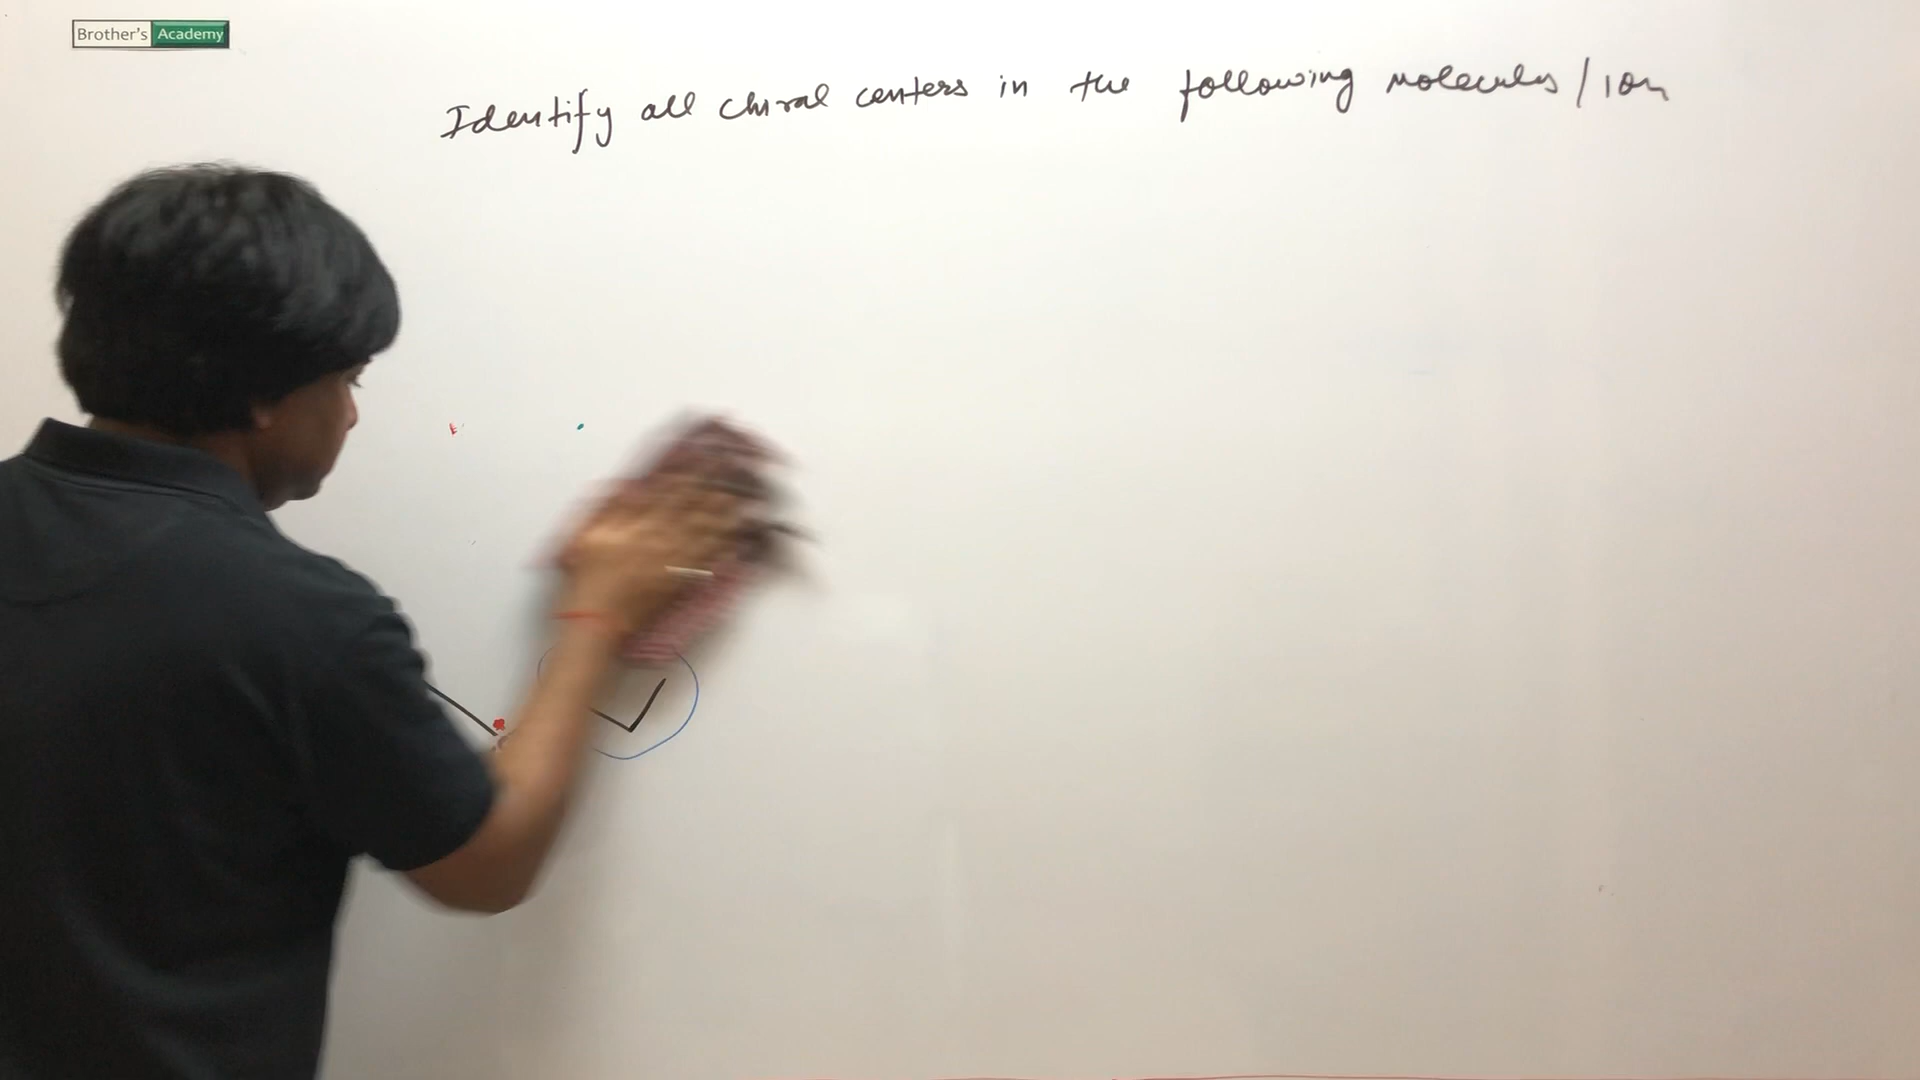 Brother's Academy
Identify all chiral centers in the following molecules / ion